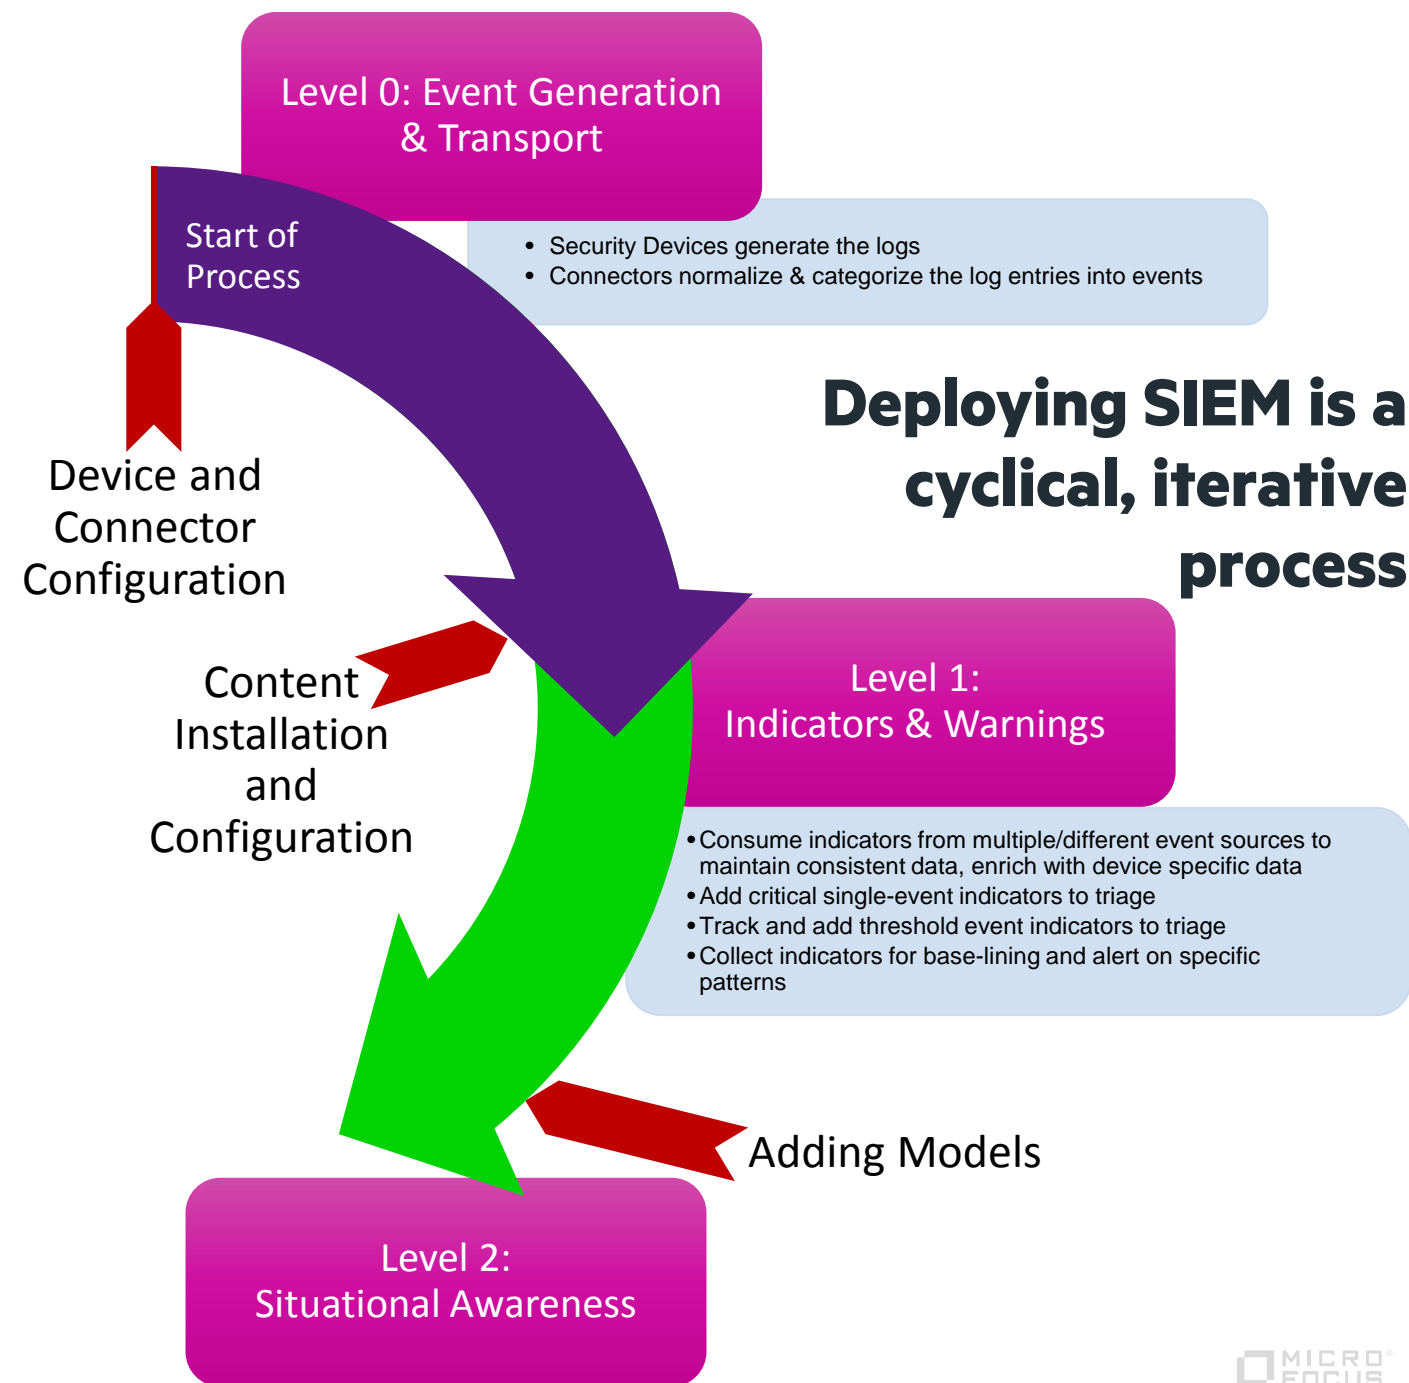 Level 0: Event Generation
& Transport
Start of
Process
• Security Devices generate the logs
• Connectors normalize & categorize the log entries into events
Deploying SIEM is a
cyclical, iterative
process
Device and
Connector
Configuration
Content
Installation
and
Configuration
Level 1:
Indicators & Warnings
• Consume indicators from multiple/different event sources to
maintain consistent data, enrich with device specific data
• Add critical single-event indicators to triage
• Track and add threshold event indicators to triage
• Collect indicators for base-lining and alert on specific
patterns
Adding Models
Level 2:
Situational Awareness
MICRO®
FOCUS